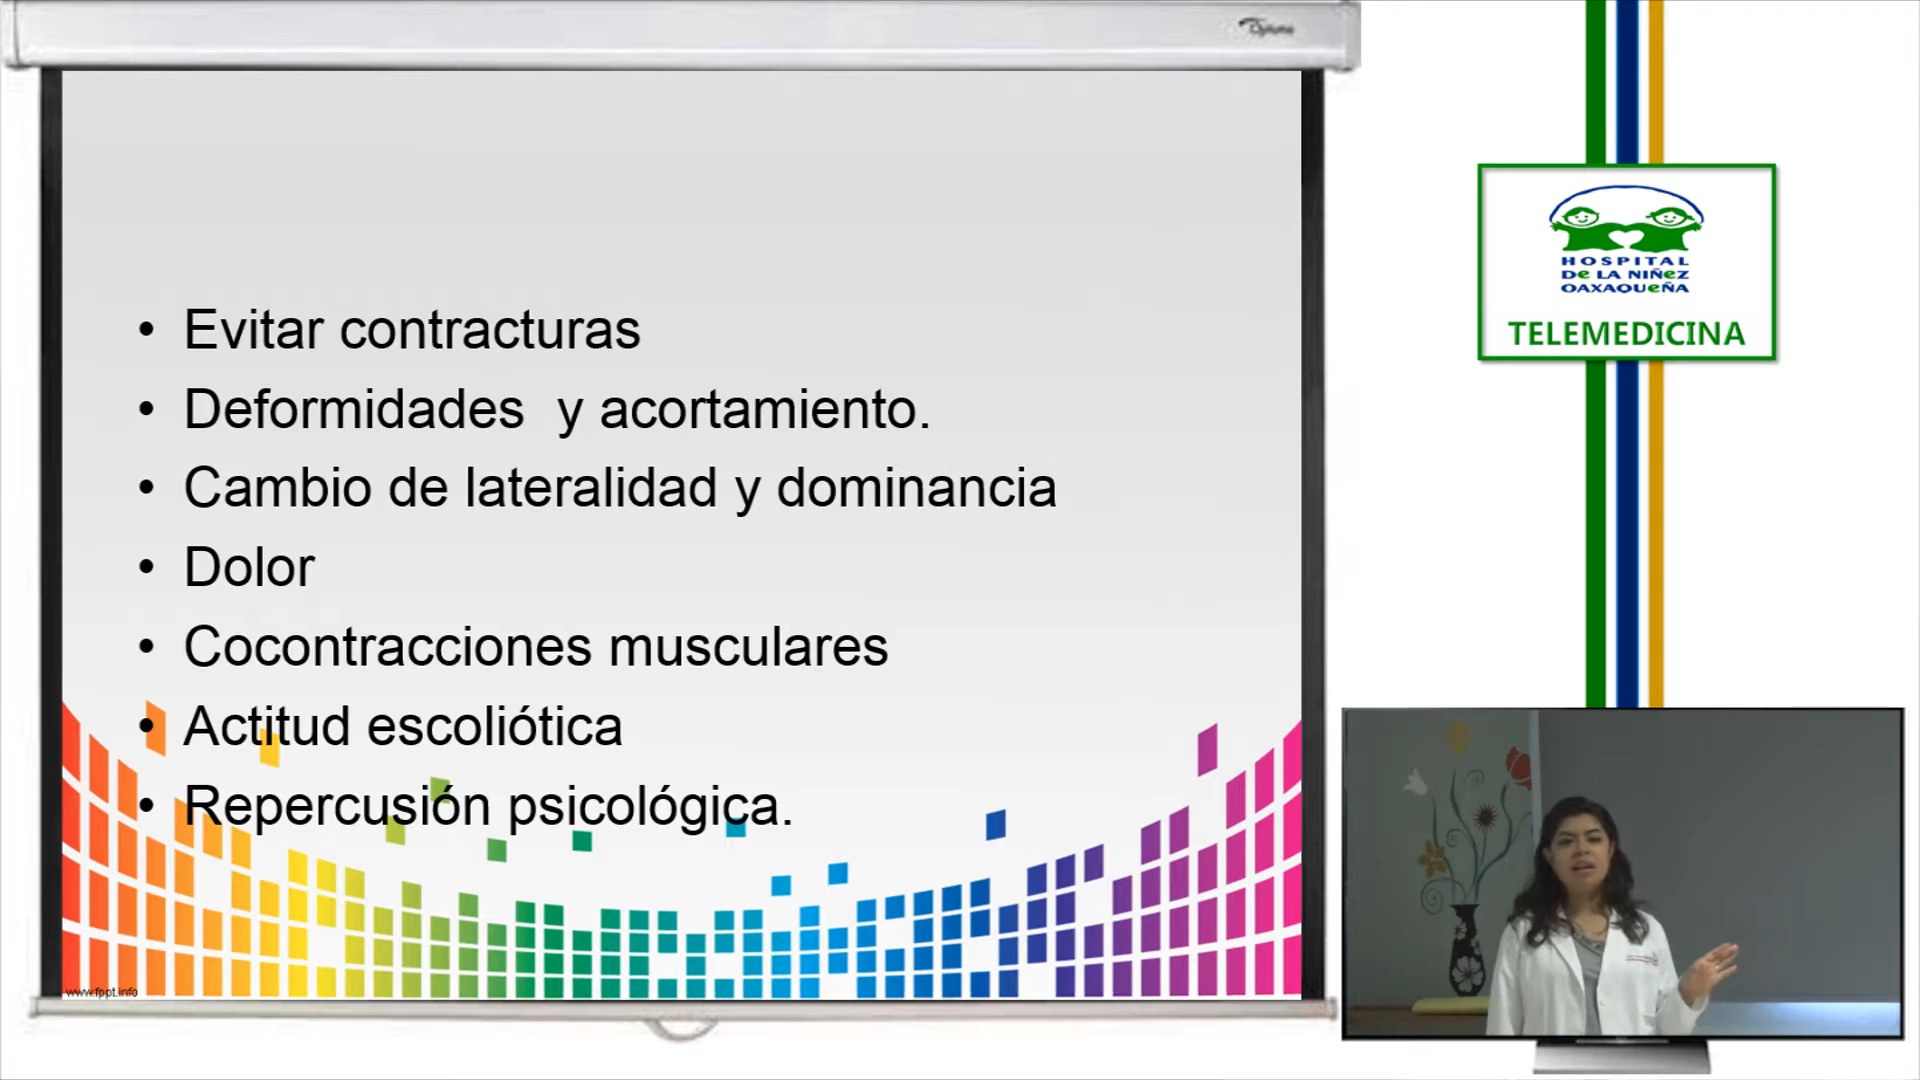 Optoma
• Evitar contracturas
• Deformidades  y acortamiento.
• Cambio de lateralidad y dominancia
• Dolor
• Cocontracciones musculares
• Actitud escoliótica
• Repercusión psicológica.
www.fppt.info
HOSPITAL
De LA NIÑeZ
OAXAQUeÑA
TELEMEDICINA